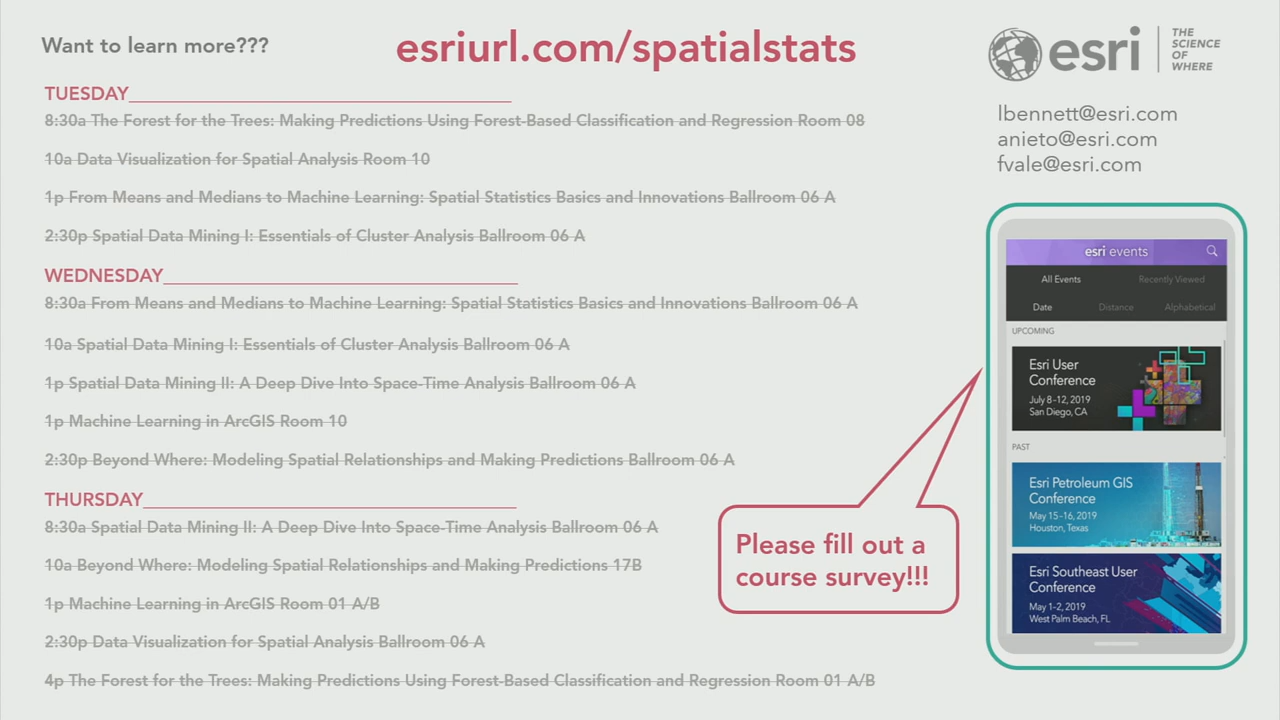 Want to learn more???
esriurl.com/spatialstats
esri
THE
SCIENCE
OF
WHERE
lbennett@esri.com
anieto@esri.com
fvale@esri.com
TUESDAY
8:30a The Forest for the Trees: Making Predictions Using Forest-Based Classification and Regression Room 08
10a Data Visualization for Spatial Analysis Room 10
1p From Means and Medians to Machine Learning: Spatial Statistics Basics and Innovations Ballroom 06 A
2:30p Spatial Data Mining I: Essentials of Cluster Analysis Ballroom 06 A
WEDNESDAY
8:30a From Means and Medians to Machine Learning: Spatial Statistics Basics and Innovations Ballroom 06 A
10a Spatial Data Mining I: Essentials of Cluster Analysis Ballroom 06 A
1p Spatial Data Mining II: A Deep Dive Into Space-Time Analysis Ballroom 06 A
1p Machine Learning in ArcGIS Room 10
2:30p Beyond Where: Modeling Spatial Relationships and Making Predictions Ballroom 06 A
THURSDAY
8:30a Spatial Data Mining II: A Deep Dive Into Space-Time Analysis Ballroom 06 A
10a Beyond Where: Modeling Spatial Relationships and Making Predictions 17B
1p Machine Learning in ArcGIS Room 01 A/B
2:30p Data Visualization for Spatial Analysis Ballroom 06 A
4p The Forest for the Trees: Making Predictions Using Forest-Based Classification and Regression Room 01 A/B
Please fill out a
course survey!!!
esri events
All Events Recently Viewed
Date Distance Alphabetical
UPCOMING
Esri User
Conference
July 8-12, 2019
San Diego, CA
PAST
Esri Petroleum GIS
Conference
May 15-16, 2019
Houston, Texas
Esri Southeast User
Conference
May 1-2, 2019
West Palm Beach, FL